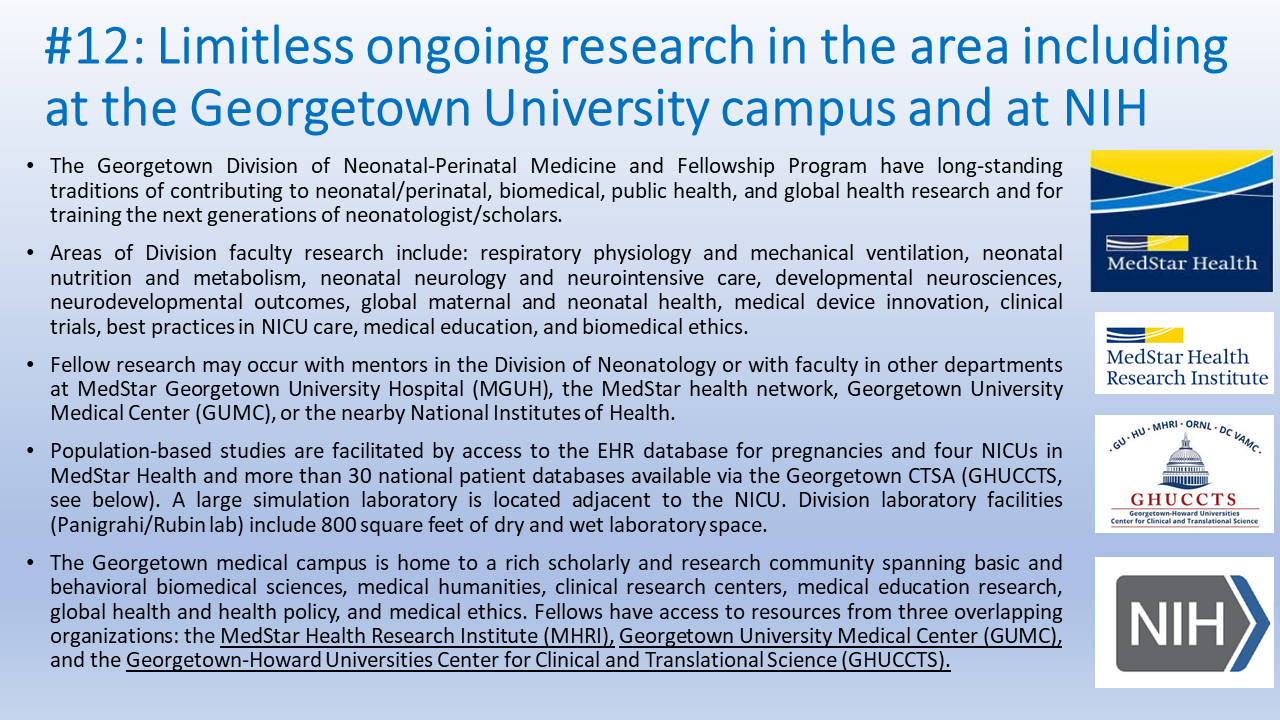 #12: Limitless ongoing research in the area including
at the Georgetown University campus and at NIH
• The Georgetown Division of Neonatal-Perinatal Medicine and Fellowship Program have long-standing
traditions of contributing to neonatal/perinatal, biomedical, public health, and global health research and for
training the next generations of neonatologist/scholars.
• Areas of Division faculty research include: respiratory physiology and mechanical ventilation, neonatal
nutrition and metabolism, neonatal neurology and neurointensive care, developmental neurosciences,
neurodevelopmental outcomes, global maternal and neonatal health, medical device innovation, clinical
trials, best practices in NICU care, medical education, and biomedical ethics.
• Fellow research may occur with mentors in the Division of Neonatology or with faculty in other departments
at MedStar Georgetown University Hospital (MGUH), the MedStar health network, Georgetown University
Medical Center (GUMC), or the nearby National Institutes of Health.
• Population-based studies are facilitated by access to the EHR database for pregnancies and four NICUs in
MedStar Health and more than 30 national patient databases available via the Georgetown CTSA (GHUCCTS,
see below). A large simulation laboratory is located adjacent to the NICU. Division laboratory facilities
(Panigrahi/Rubin lab) include 800 square feet of dry and wet laboratory space.
• The Georgetown medical campus is home to a rich scholarly and research community spanning basic and
behavioral biomedical sciences, medical humanities, clinical research centers, medical education research,
global health and health policy, and medical ethics. Fellows have access to resources from three overlapping
organizations: the MedStar Health Research Institute (MHRI), Georgetown University Medical Center (GUMC),
and the Georgetown-Howard Universities Center for Clinical and Translational Science (GHUCCTS).
MedStar Health
MedStar Health
Research Institute
· GU · HU · MHRI · ORNL · DC VAMC ·
GHUCCTS
Georgetown-Howard Universities
Center for Clinical and Translational Science
NIH